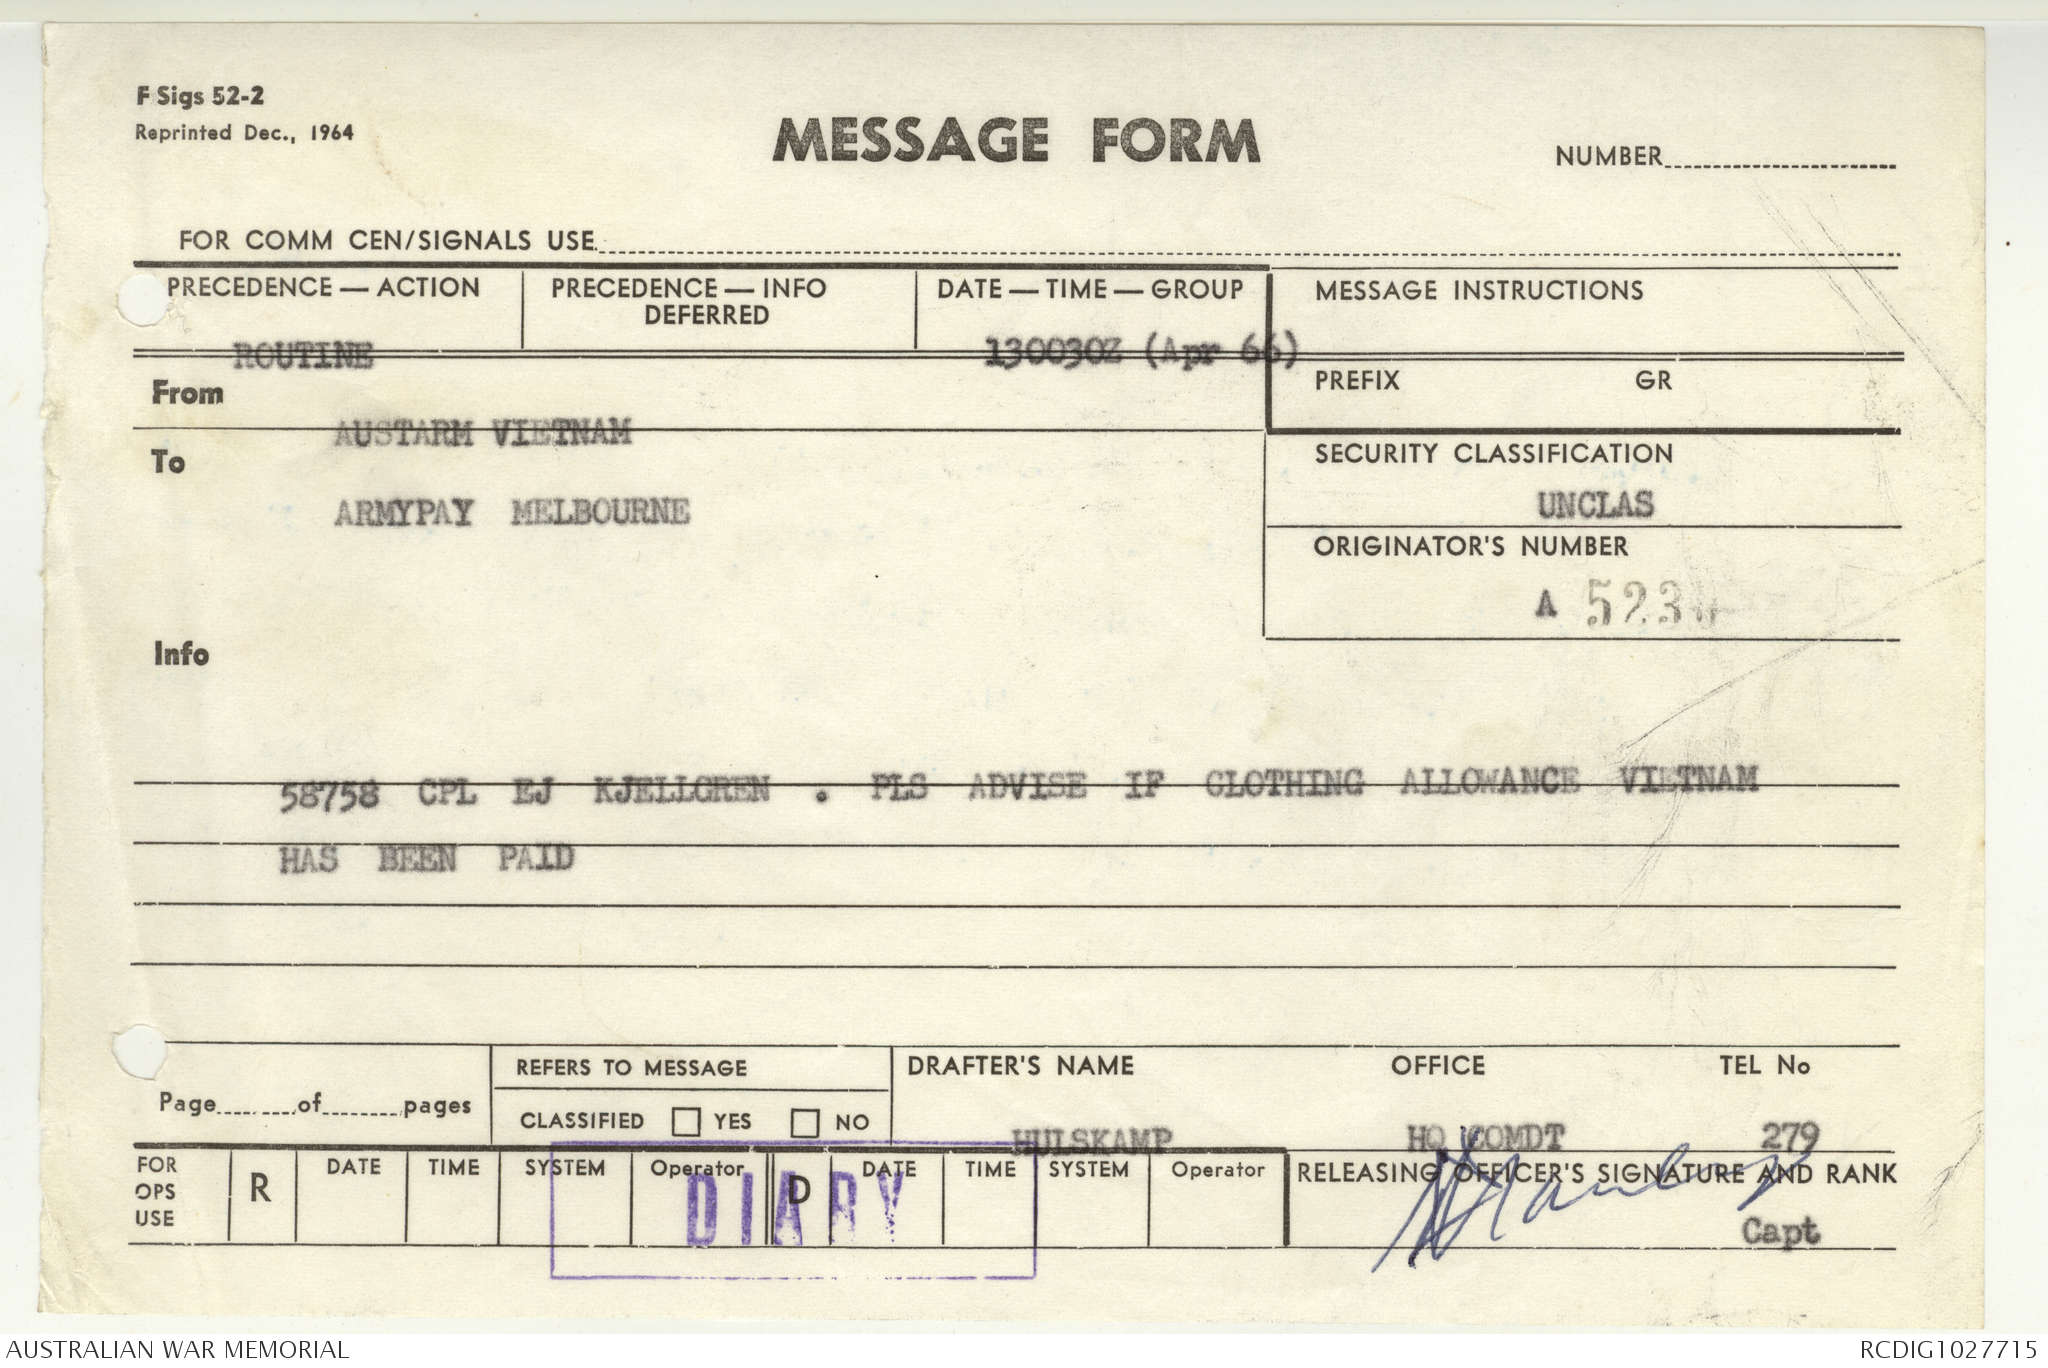 F Sigs 52-2
Reprinted Dec., 1964
MESSAGE FORM
NUMBER
FOR COMM CEN/SIGNALS USE
PRECEDENCE — ACTION
PRECEDENCE — INFO
DEFERRED
DATE — TIME — GROUP
MESSAGE INSTRUCTIONS
ROUTINE
130030Z (Apr 66)
From
PREFIX GR
AUSTARM VIETNAM
To
SECURITY CLASSIFICATION
ARMYPAY MELBOURNE
UNCLAS
ORIGINATOR'S NUMBER
A
Info
58758 CPL EJ KJELLGREN . PLS ADVISE IF CLOTHING ALLOWANCE VIETNAM
HAS BEEN PAID
REFERS TO MESSAGE
DRAFTER'S NAME OFFICE TEL No
Page of pages
CLASSIFIED YES NO
HULSKAMP HQ COMDT 279
FOR
OPS
USE
R DATE TIME SYSTEM Operator D DATE TIME SYSTEM Operator
RELEASING OFFICER'S SIGNATURE AND RANK
DIARY
Capt
AUSTRALIAN WAR MEMORIAL
RCDIG1027715